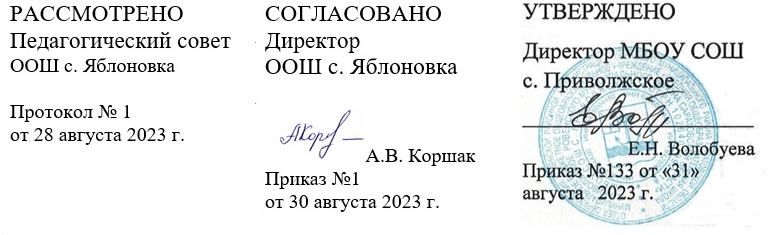 РАССМОТРЕНО
Педагогический совет
ООШ с. Яблоновка
Протокол № 1
от 28 августа 2023 г.
СОГЛАСОВАНО
Директор
ООШ с. Яблоновка
А.В. Коршак
Приказ №1
от 30 августа 2023 г.
УТВЕРЖДЕНО
Директор МБОУ СОШ
с. Приволжское
Е.Н. Волобуева
Приказ №133 от «31»
августа 2023 г.